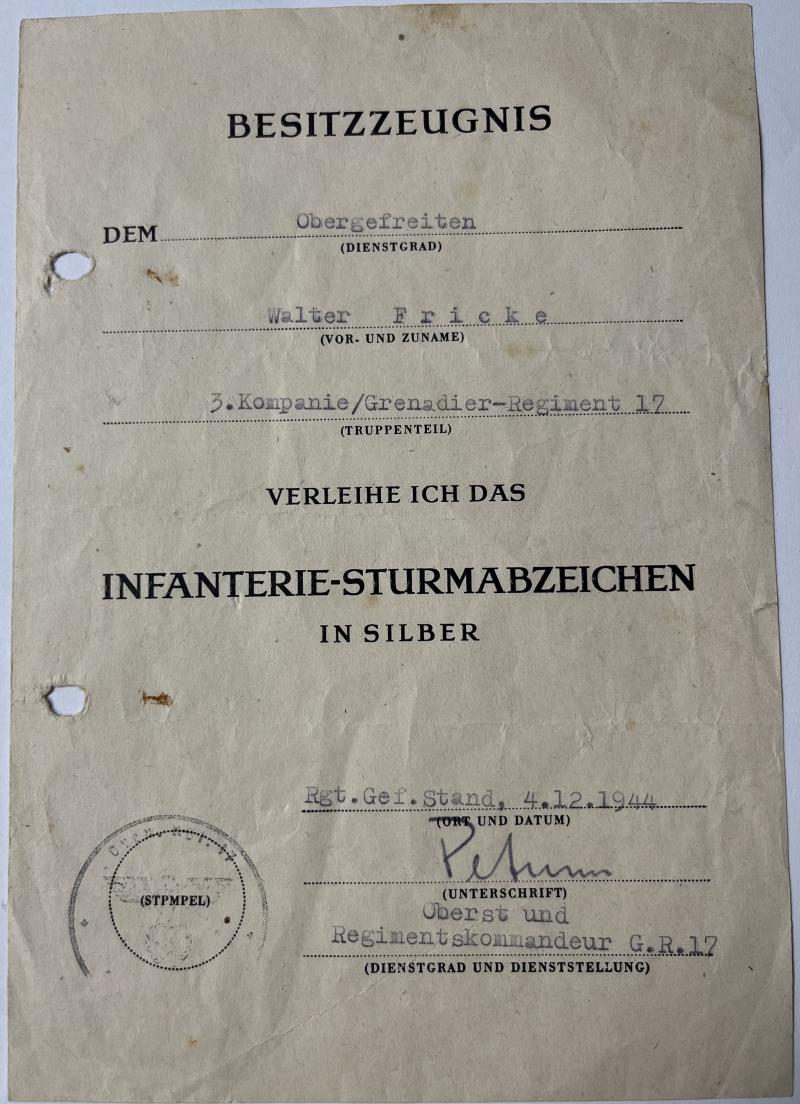 BESITZZEUGNIS
DEM Obergefreiten
(DIENSTGRAD)
Walter Fricke
(VOR- UND ZUNAME)
3.Kompanie/Grenadier-Regiment 17
(TRUPPENTEIL)
VERLEIHE ICH DAS
INFANTERIE-STURMABZEICHEN
IN SILBER
Rgt.Gef.Stand, 4.12.1944
(ORT UND DATUM)
(UNTERSCHRIFT)
Oberst und
Regimentskommandeur G.R.17
(DIENSTGRAD UND DIENSTSTELLUNG)
(STPMPEL)